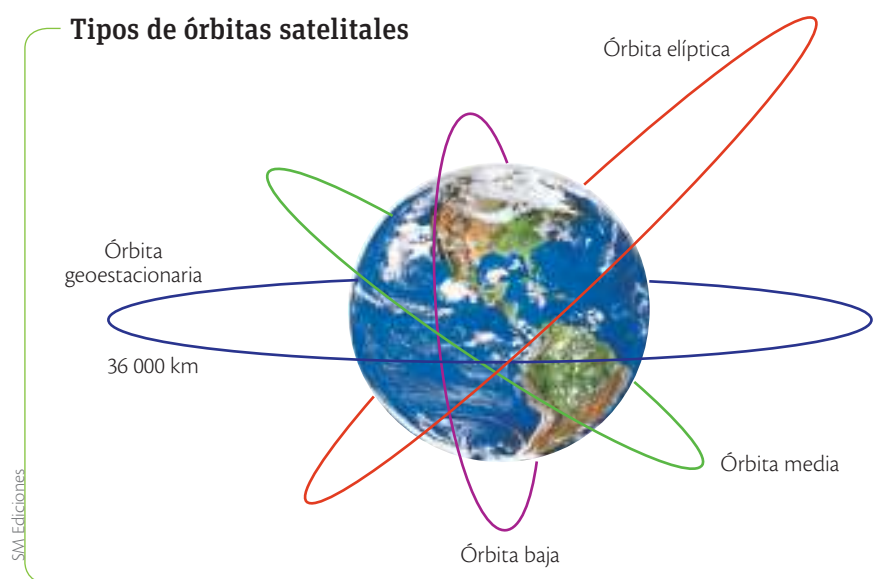 Tipos de órbitas satelitales
Órbita elíptica
Órbita
geoestacionaria
36 000 km
Órbita media
Órbita baja
SM Ediciones